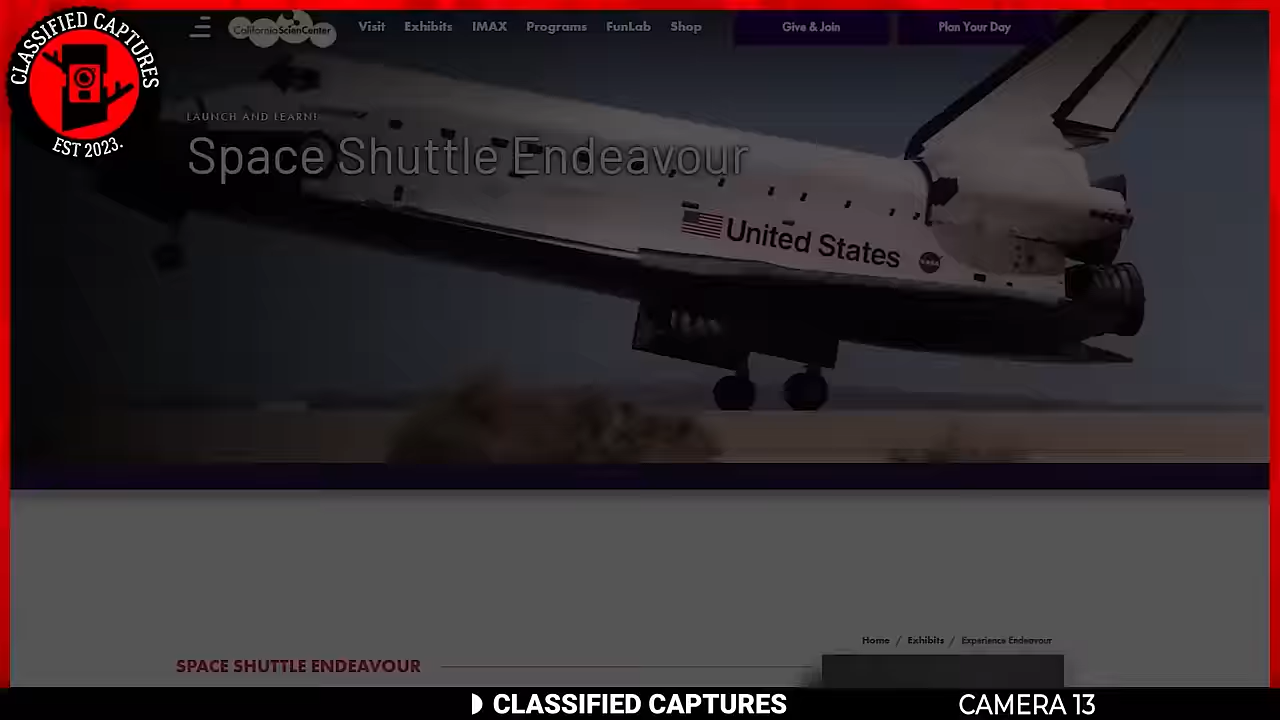 CLASSIFIED CAPTURES
EST 2023.
California ScienCenter
Visit Exhibits IMAX Programs FunLab Shop Give & Join Plan Your Day
LAUNCH AND LEARN!
Space Shuttle Endeavour
United States
NASA
Home / Exhibits / Experience Endeavour
SPACE SHUTTLE ENDEAVOUR
CLASSIFIED CAPTURES CAMERA 13